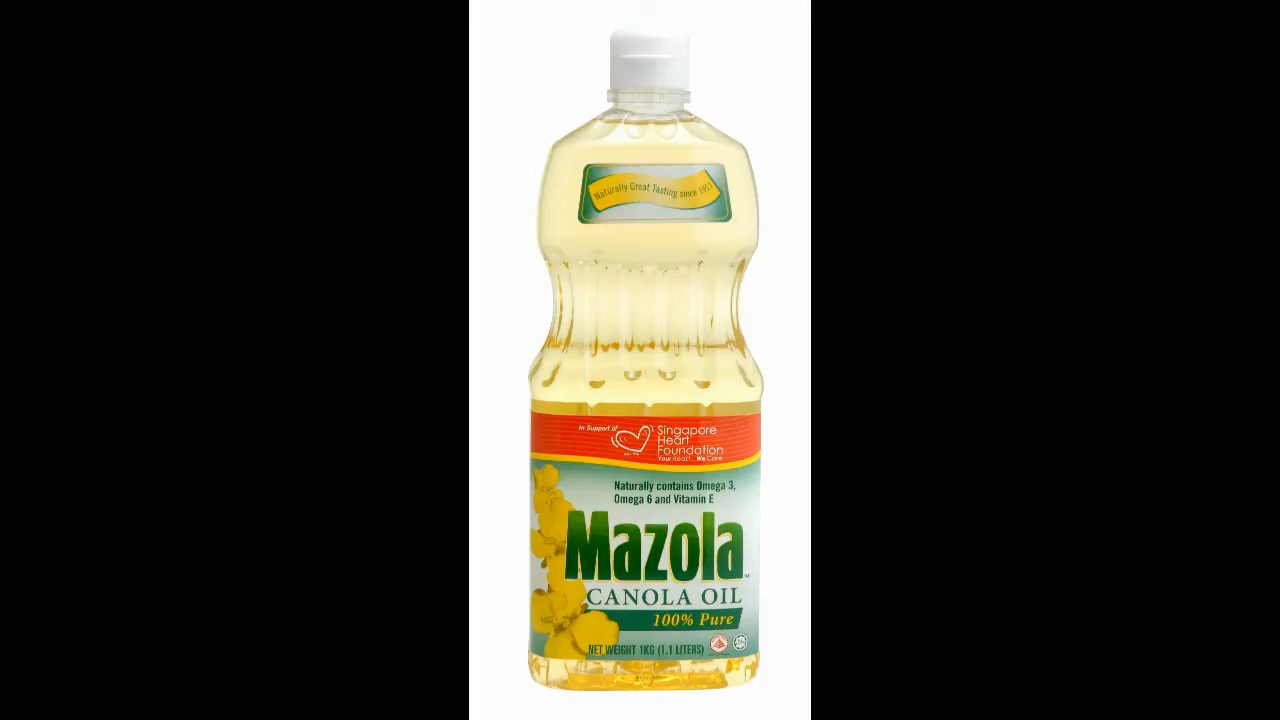 Naturally Great Tasting since 1911
In Support of
Singapore
Heart
Foundation
Your Heart We Care
Naturally contains Omega 3,
Omega 6 and Vitamin E
Mazola
CANOLA OIL
100% Pure
NET WEIGHT 1KG (1.1 LITERS)